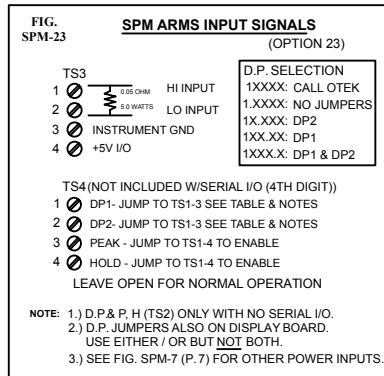 FIG. SPM-23
SPM ARMS INPUT SIGNALS
(OPTION 23)
TS3
1 0.05 OHM HI INPUT
2 5.0 WATTS LO INPUT
3 INSTRUMENT GND
4 +5V I/O
D.P. SELECTION
1XXXX: CALL OTEK
1.XXXX: NO JUMPERS
1X.XXX: DP2
1XX.XX: DP1
1XXX.X: DP1 & DP2
TS4 (NOT INCLUDED W/SERIAL I/O (4TH DIGIT))
1 DP1- JUMP TO TS1-3 SEE TABLE & NOTES
2 DP2- JUMP TO TS1-3 SEE TABLE & NOTES
3 PEAK - JUMP TO TS1-4 TO ENABLE
4 HOLD - JUMP TO TS1-4 TO ENABLE
LEAVE OPEN FOR NORMAL OPERATION
NOTE: 1.) D.P.& P, H (TS2) ONLY WITH NO SERIAL I/O.
2.) D.P. JUMPERS ALSO ON DISPLAY BOARD.
USE EITHER / OR BUT NOT BOTH.
3.) SEE FIG. SPM-7 (P. 7) FOR OTHER POWER INPUTS.